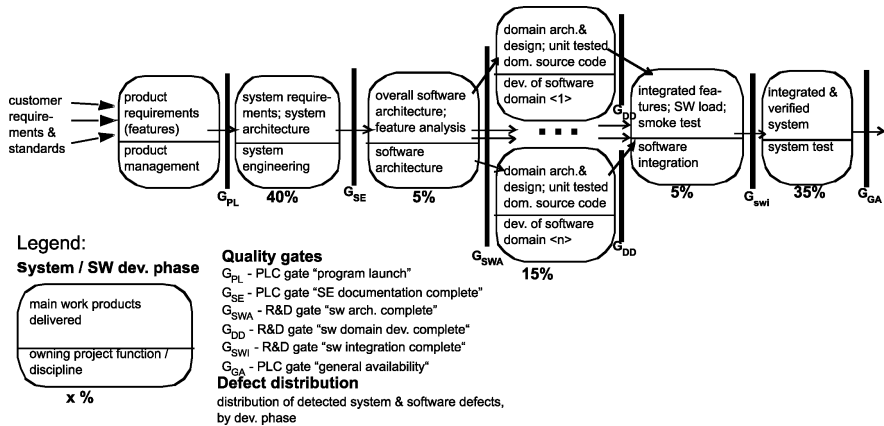 customer
require-
ments &
standards
product
requirements
(features)
product
management
G_PL
system require-
ments; system
architecture
system
engineering
40%
G_SE
overall software
architecture;
feature analysis
software
architecture
5%
G_SWA
domain arch.&
design; unit tested
dom. source code
dev. of software
domain <1>
G_DD
domain arch.&
design; unit tested
dom. source code
dev. of software
domain <n>
G_DD
15%
integrated fea-
tures; SW load;
smoke test
software
integration
5%
G_swi
integrated &
verified
system
system test
35%
G_GA
Legend:
System / SW dev. phase
main work products
delivered
owning project function /
discipline
x %
Quality gates
G_PL - PLC gate “program launch”
G_SE - PLC gate “SE documentation complete”
G_SWA - R&D gate “sw arch. complete“
G_DD - R&D gate “sw domain dev. complete“
G_SWI - R&D gate “sw integration complete“
G_GA - PLC gate “general availability“
Defect distribution
distribution of detected system & software defects,
by dev. phase